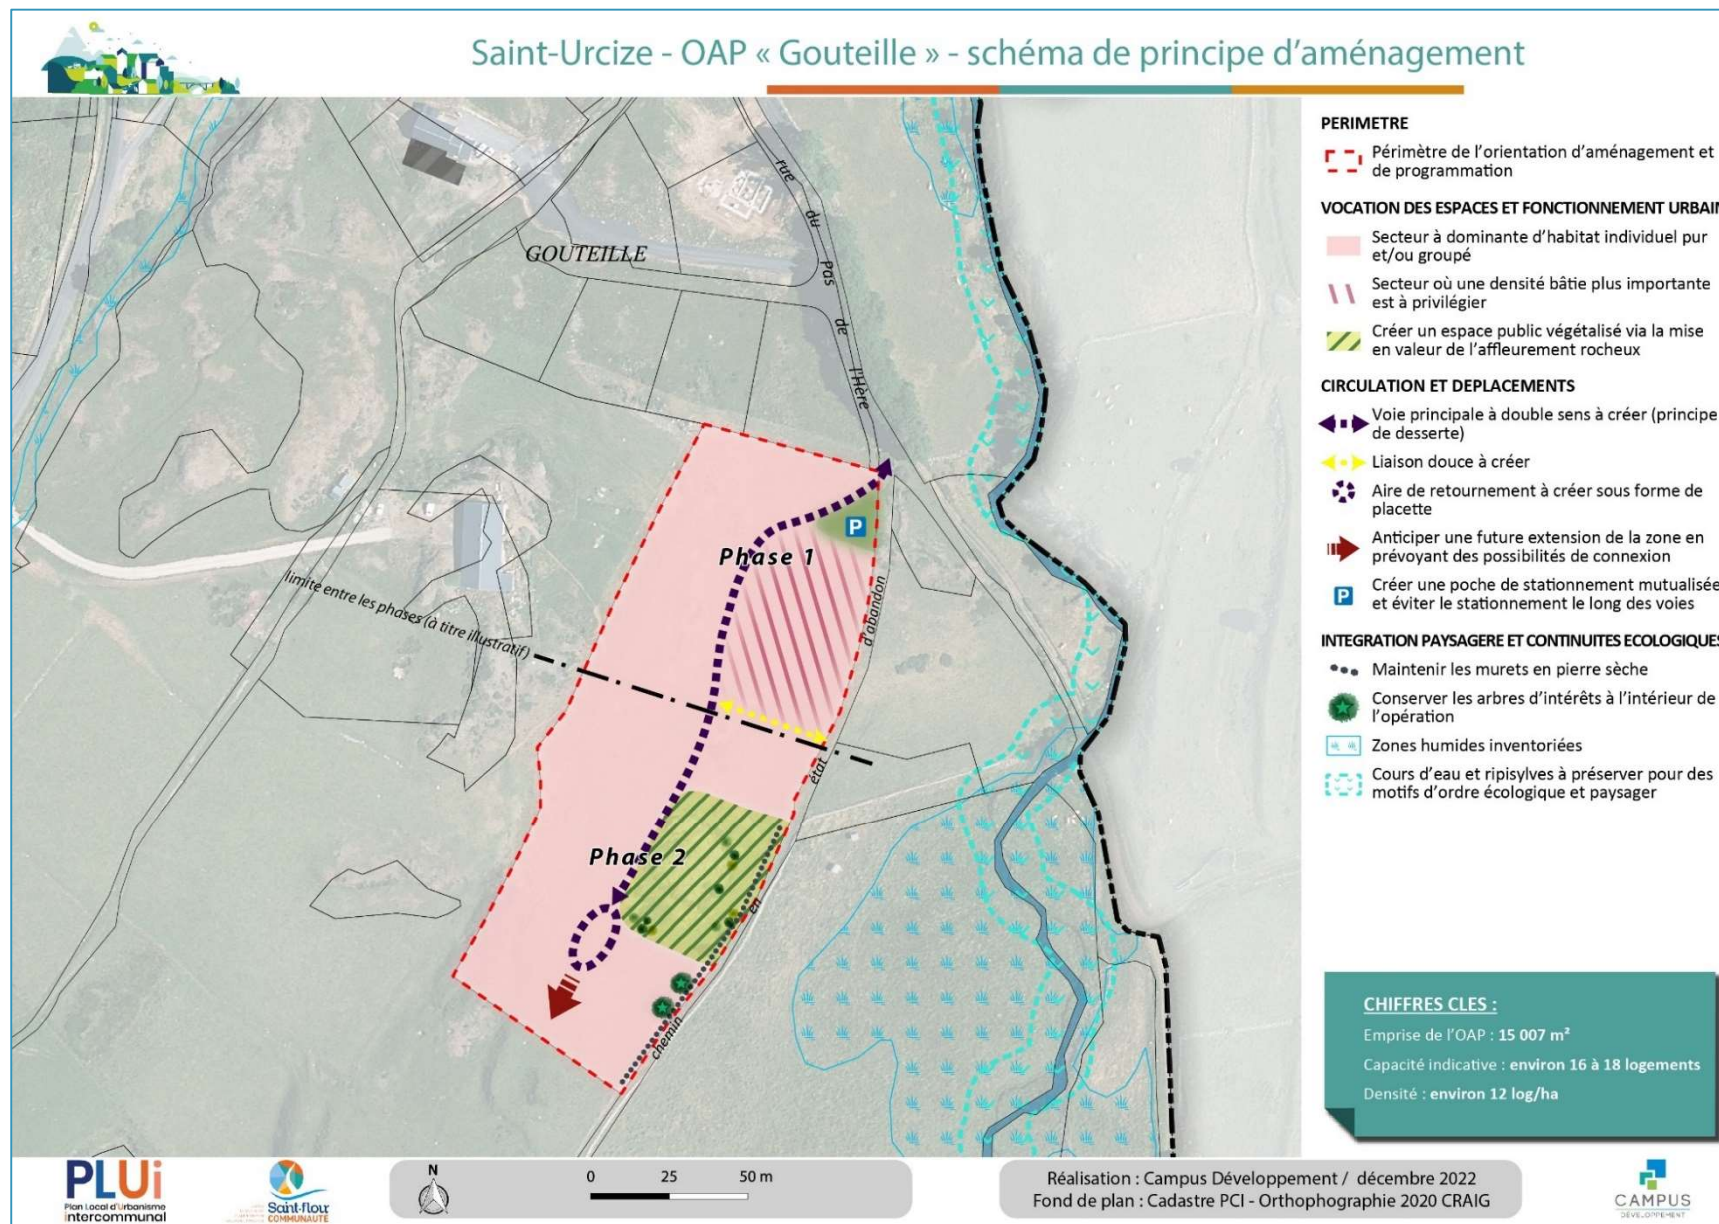 Saint-Urcize - OAP « Gouteille » - schéma de principe d'aménagement
PERIMETRE
Périmètre de l'orientation d'aménagement et
de programmation
VOCATION DES ESPACES ET FONCTIONNEMENT URBAIN
Secteur à dominante d'habitat individuel pur
et/ou groupé
Secteur où une densité bâtie plus importante
est à privilégier
Créer un espace public végétalisé via la mise
en valeur de l'affleurement rocheux
CIRCULATION ET DEPLACEMENTS
Voie principale à double sens à créer (principe
de desserte)
Liaison douce à créer
Aire de retournement à créer sous forme de
placette
Anticiper une future extension de la zone en
prévoyant des possibilités de connexion
P
Créer une poche de stationnement mutualisée
et éviter le stationnement le long des voies
INTEGRATION PAYSAGERE ET CONTINUITES ECOLOGIQUES
Maintenir les murets en pierre sèche
Conserver les arbres d'intérêts à l'intérieur de
l'opération
Zones humides inventoriées
Cours d'eau et ripisylves à préserver pour des
motifs d'ordre écologique et paysager
CHIFFRES CLES :
Emprise de l'OAP : 15 007 m²
Capacité indicative : environ 16 à 18 logements
Densité : environ 12 log/ha
GOUTEILLE
rue du Pas de l'Hère
P
Phase 1
limite entre les phases (à titre illustratif)
Phase 2
chemin en état d'abandon
PLUi
Plan Local d'Urbanisme
intercommunal
Saint-flour
COMMUNAUTÉ
N
0 25 50 m
Réalisation : Campus Développement / décembre 2022
Fond de plan : Cadastre PCI - Orthophographie 2020 CRAIG
CAMPUS
DÉVELOPPEMENT